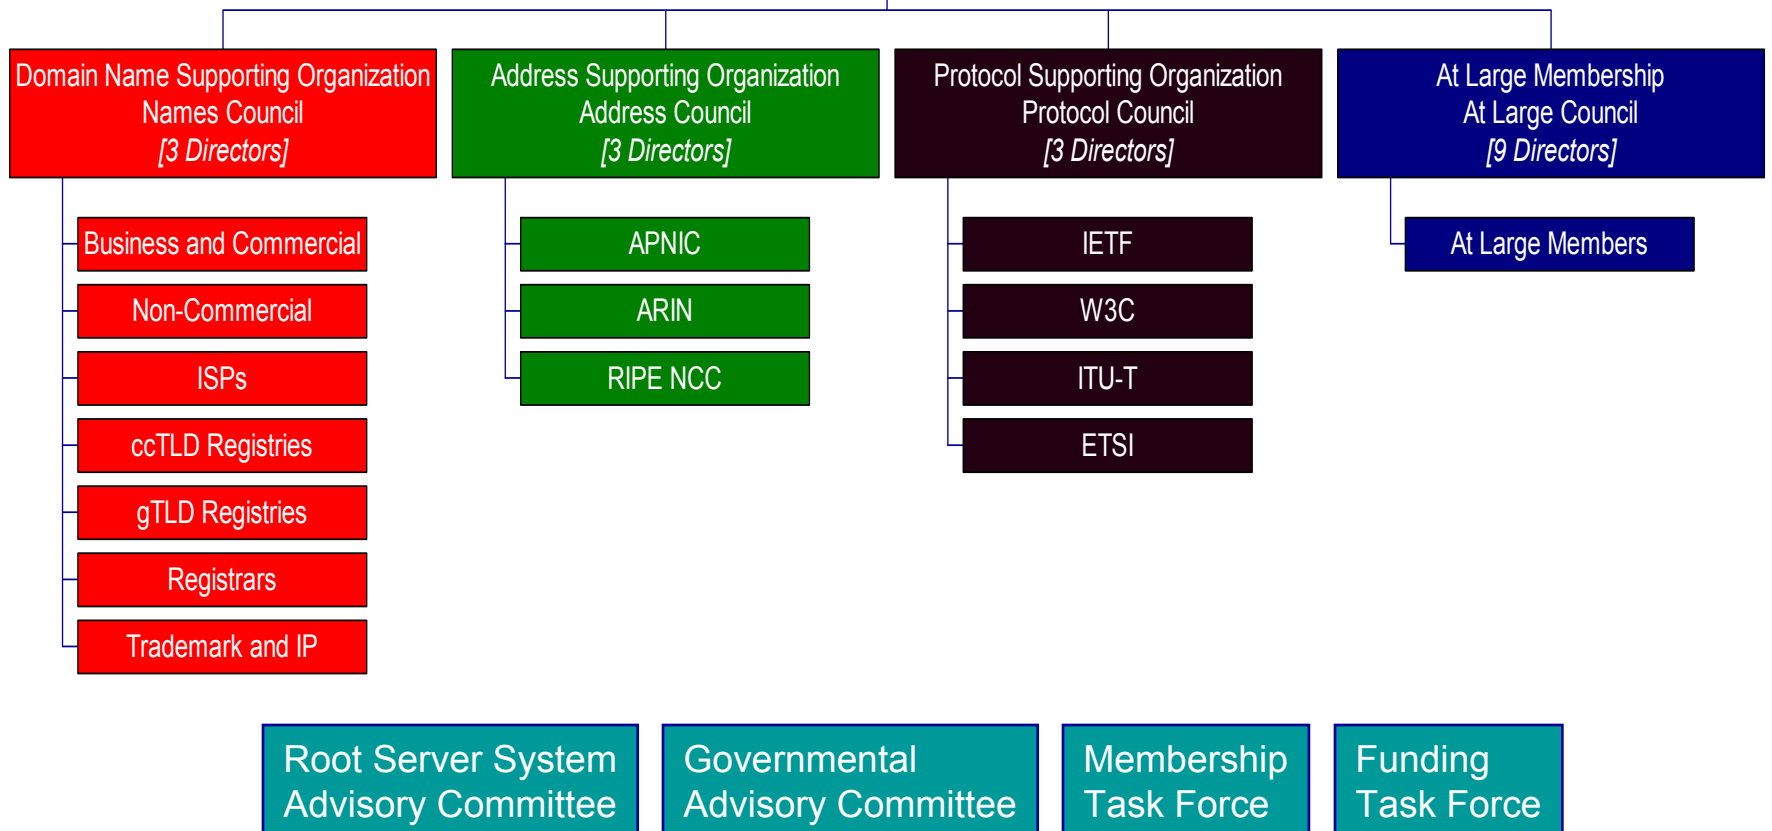 Domain Name Supporting Organization
Names Council
[3 Directors]
Business and Commercial
Non-Commercial
ISPs
ccTLD Registries
gTLD Registries
Registrars
Trademark and IP
Address Supporting Organization
Address Council
[3 Directors]
APNIC
ARIN
RIPE NCC
Protocol Supporting Organization
Protocol Council
[3 Directors]
IETF
W3C
ITU-T
ETSI
At Large Membership
At Large Council
[9 Directors]
At Large Members
Root Server System
Advisory Committee
Governmental
Advisory Committee
Membership
Task Force
Funding
Task Force